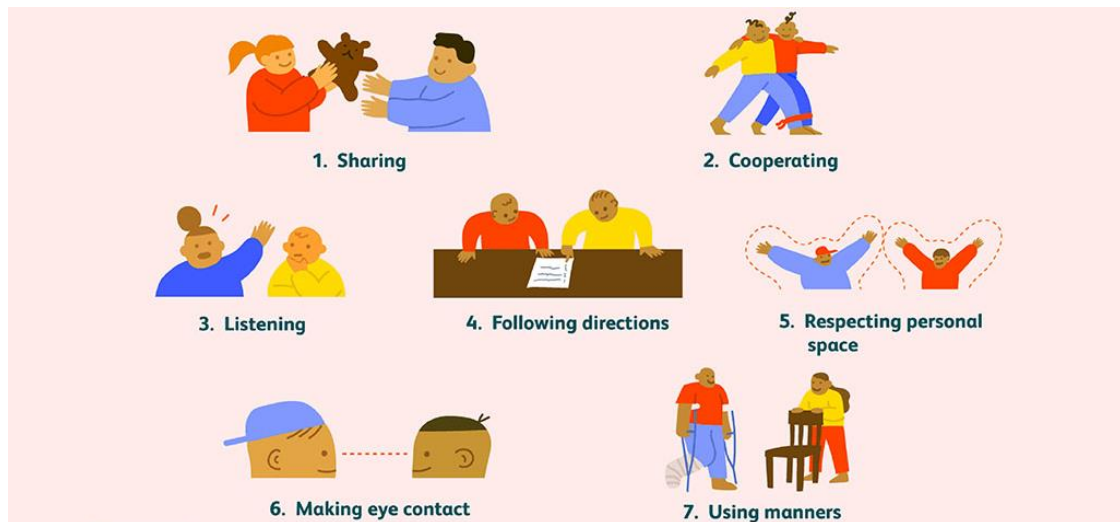 1. Sharing
2. Cooperating
3. Listening
4. Following directions
5. Respecting personal
space
6. Making eye contact
7. Using manners